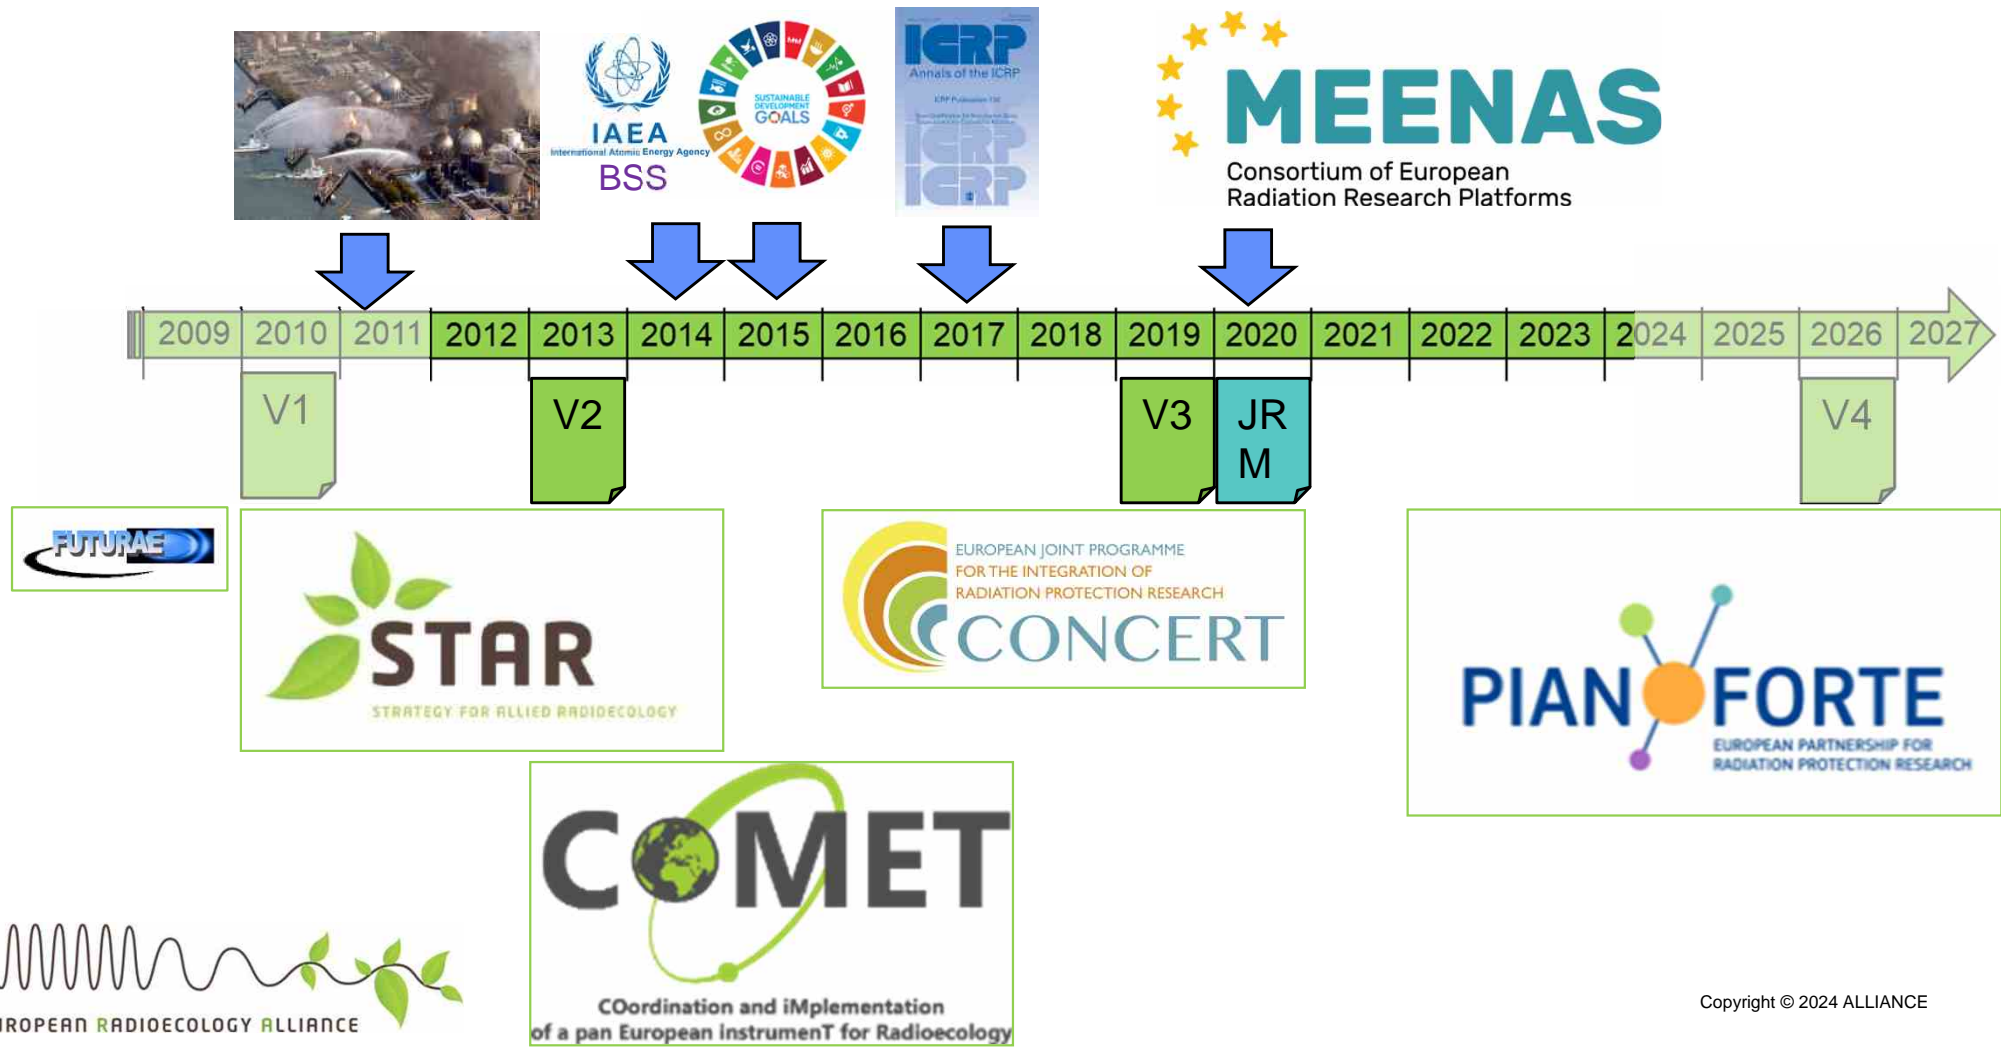 IAEA
International Atomic Energy Agency
BSS
SUSTAINABLE
DEVELOPMENT
GOALS
ICRP
Annals of the ICRP
ICRP
ICRP
MEENAS
Consortium of European
Radiation Research Platforms
2009 2010 2011 2012 2013 2014 2015 2016 2017 2018 2019 2020 2021 2022 2023 2024 2025 2026 2027
V1
V2
V3
JR
M
V4
FUTURAE
STAR
STRATEGY FOR ALLIED RADIOECOLOGY
EUROPEAN JOINT PROGRAMME
FOR THE INTEGRATION OF
RADIATION PROTECTION RESEARCH
CONCERT
PIANOFORTE
EUROPEAN PARTNERSHIP FOR
RADIATION PROTECTION RESEARCH
COMET
COordination and iMplementation
of a pan European instrumenT for Radioecology
ROPEAN RADIOECOLOGY ALLIANCE
Copyright © 2024 ALLIANCE